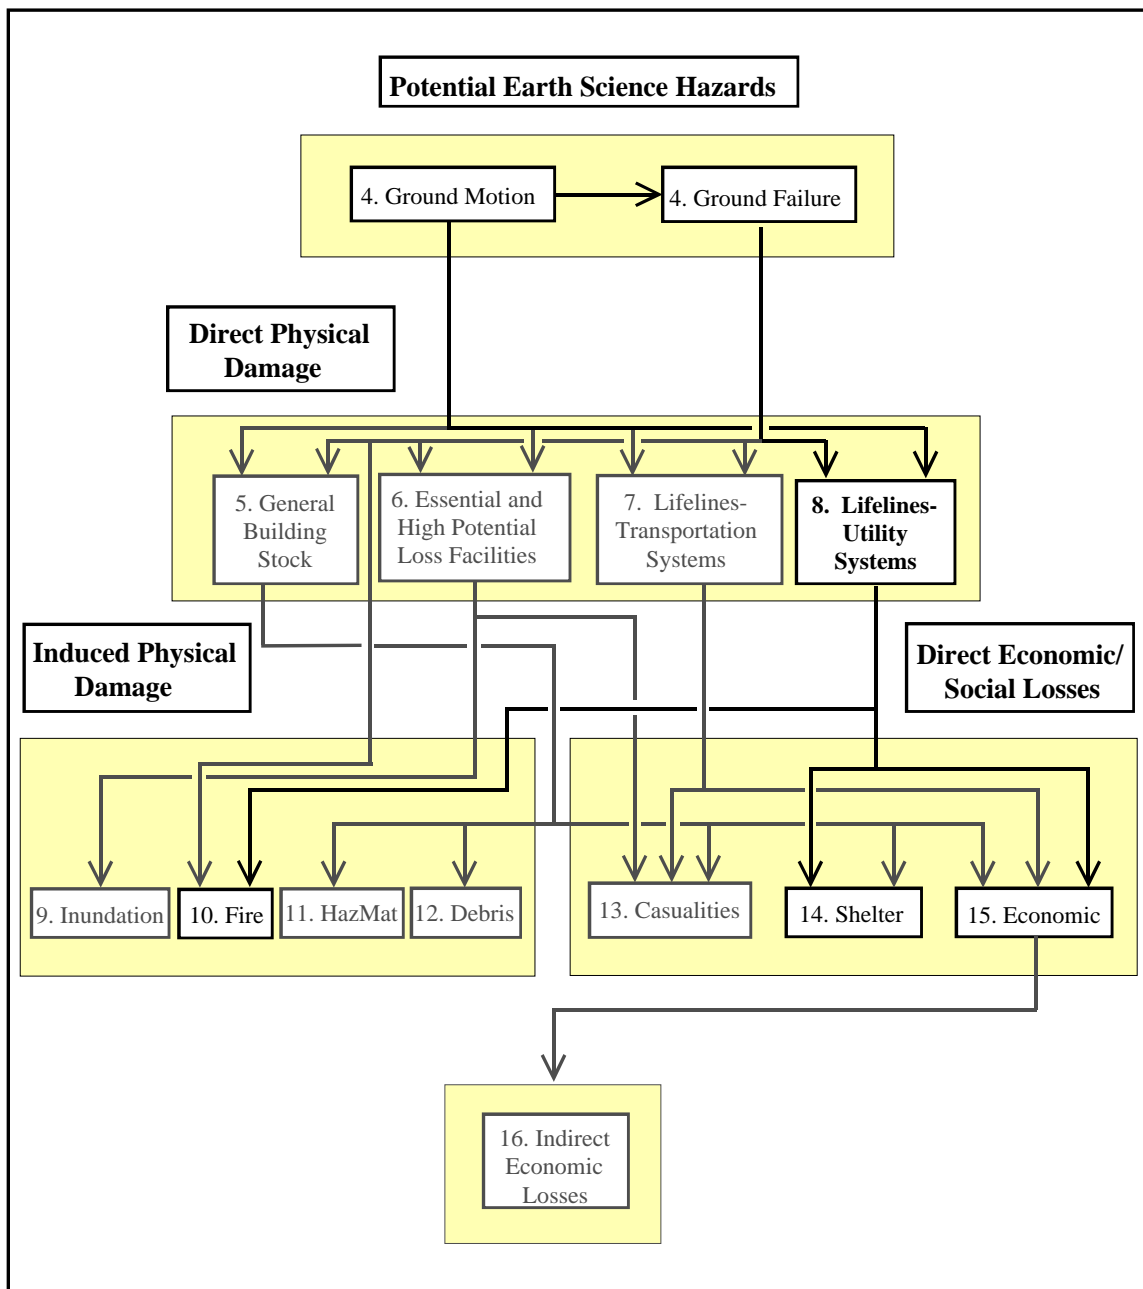 Potential Earth Science Hazards
4. Ground Motion
4. Ground Failure
Direct Physical
Damage
5. General
Building
Stock
6. Essential and
High Potential
Loss Facilities
7. Lifelines-
Transportation
Systems
8. Lifelines-
Utility
Systems
Induced Physical
Damage
Direct Economic/
Social Losses
9. Inundation
10. Fire
11. HazMat
12. Debris
13. Casualities
14. Shelter
15. Economic
16. Indirect
Economic
Losses